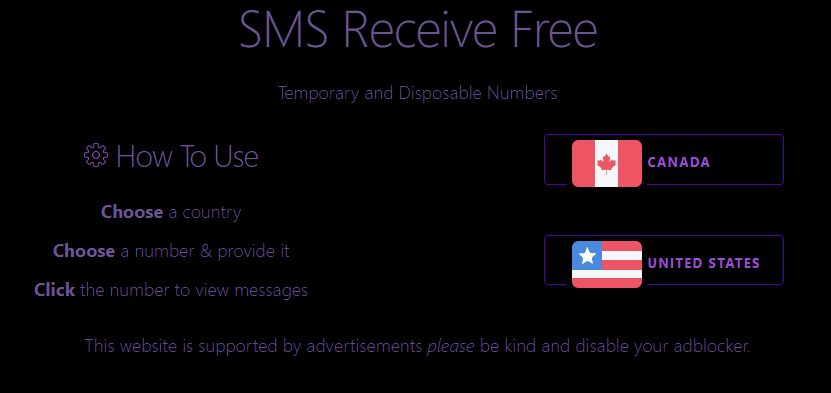 SMS Receive Free
Temporary and Disposable Numbers
How To Use
Choose a country
Choose a number & provide it
Click the number to view messages
CANADA
UNITED STATES
This website is supported by advertisements please be kind and disable your adblocker.